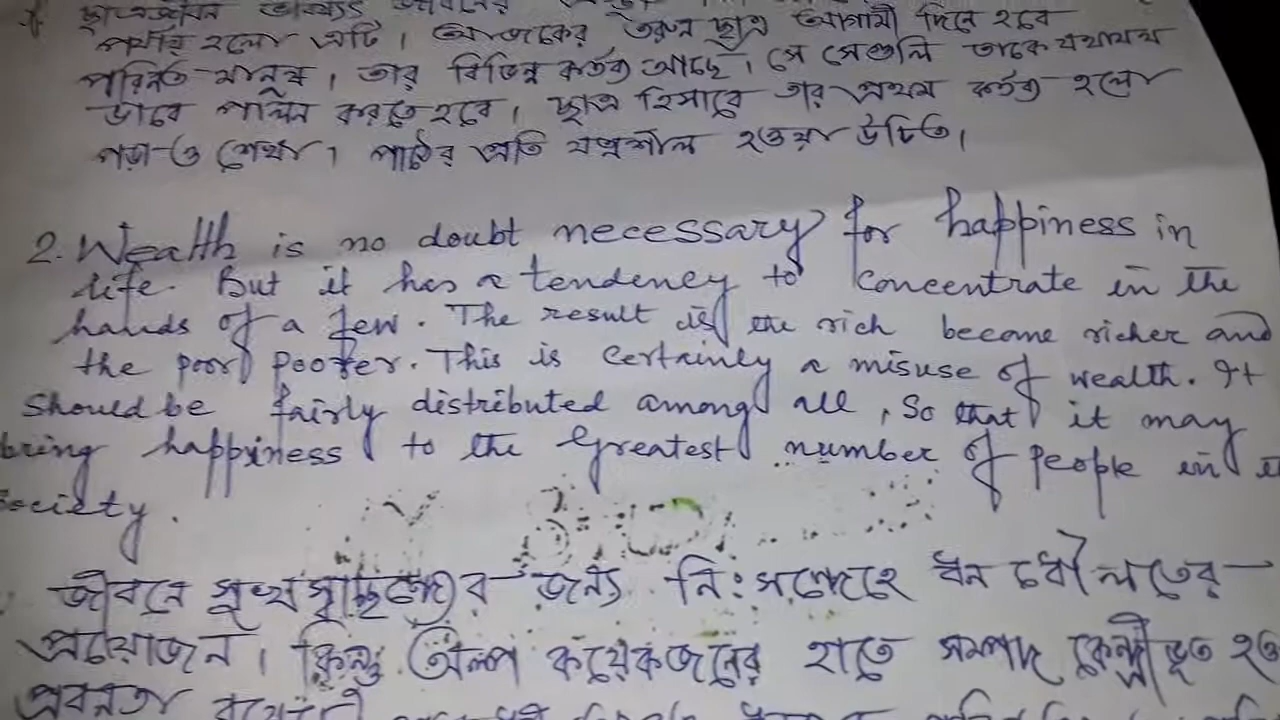 ছাত্রজীবন ভবিষ্যৎ জীবনের
পর্যায় হলো এটি। আজকের তরুন ছাত্র আগামী দিনে হবে
পরিনত মানুষ। তার বিভিন্ন কর্তব্য আছে। সে সেগুলি তাকে যথাযথ
ভাবে পালন করতে হবে। ছাত্র হিসাবে তার প্রথম কর্তব্য হলো
পড়া ও শেখা। পাঠের প্রতি যত্নশীল হওয়া উচিত।
2. Wealth is no doubt necessary for happiness in
life. But it has a tendency to concentrate in the
hands of a few. The result is the rich become richer and
the poor poorer. This is certainly a misuse of wealth. It
should be fairly distributed among all, so that it may
bring happiness to the greatest number of people in
society.
জীবনে সুখস্বাচ্ছন্দ্যের জন্য নিঃসন্দেহে ধন দৌলতের
প্রয়োজন। কিন্তু অল্প কয়েকজনের হাতে সম্পদ কেন্দ্রীভূত
প্রবনতা